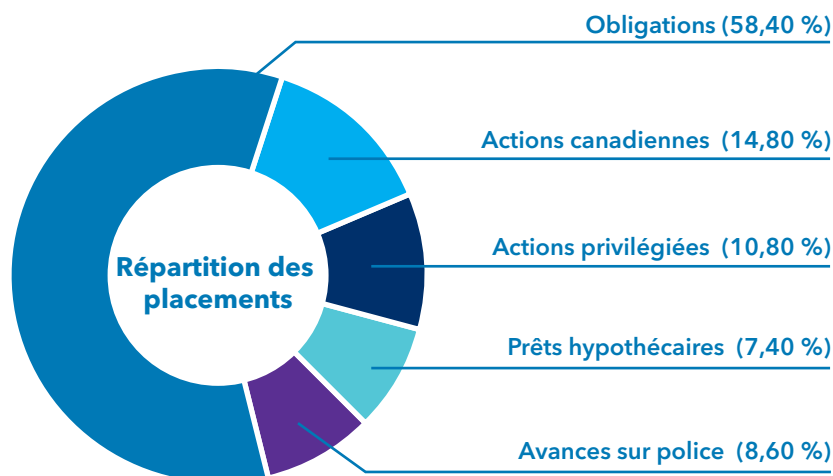 Obligations (58,40 %)
Actions canadiennes (14,80 %)
Actions privilégiées (10,80 %)
Répartition des
placements
Prêts hypothécaires (7,40 %)
Avances sur police (8,60 %)